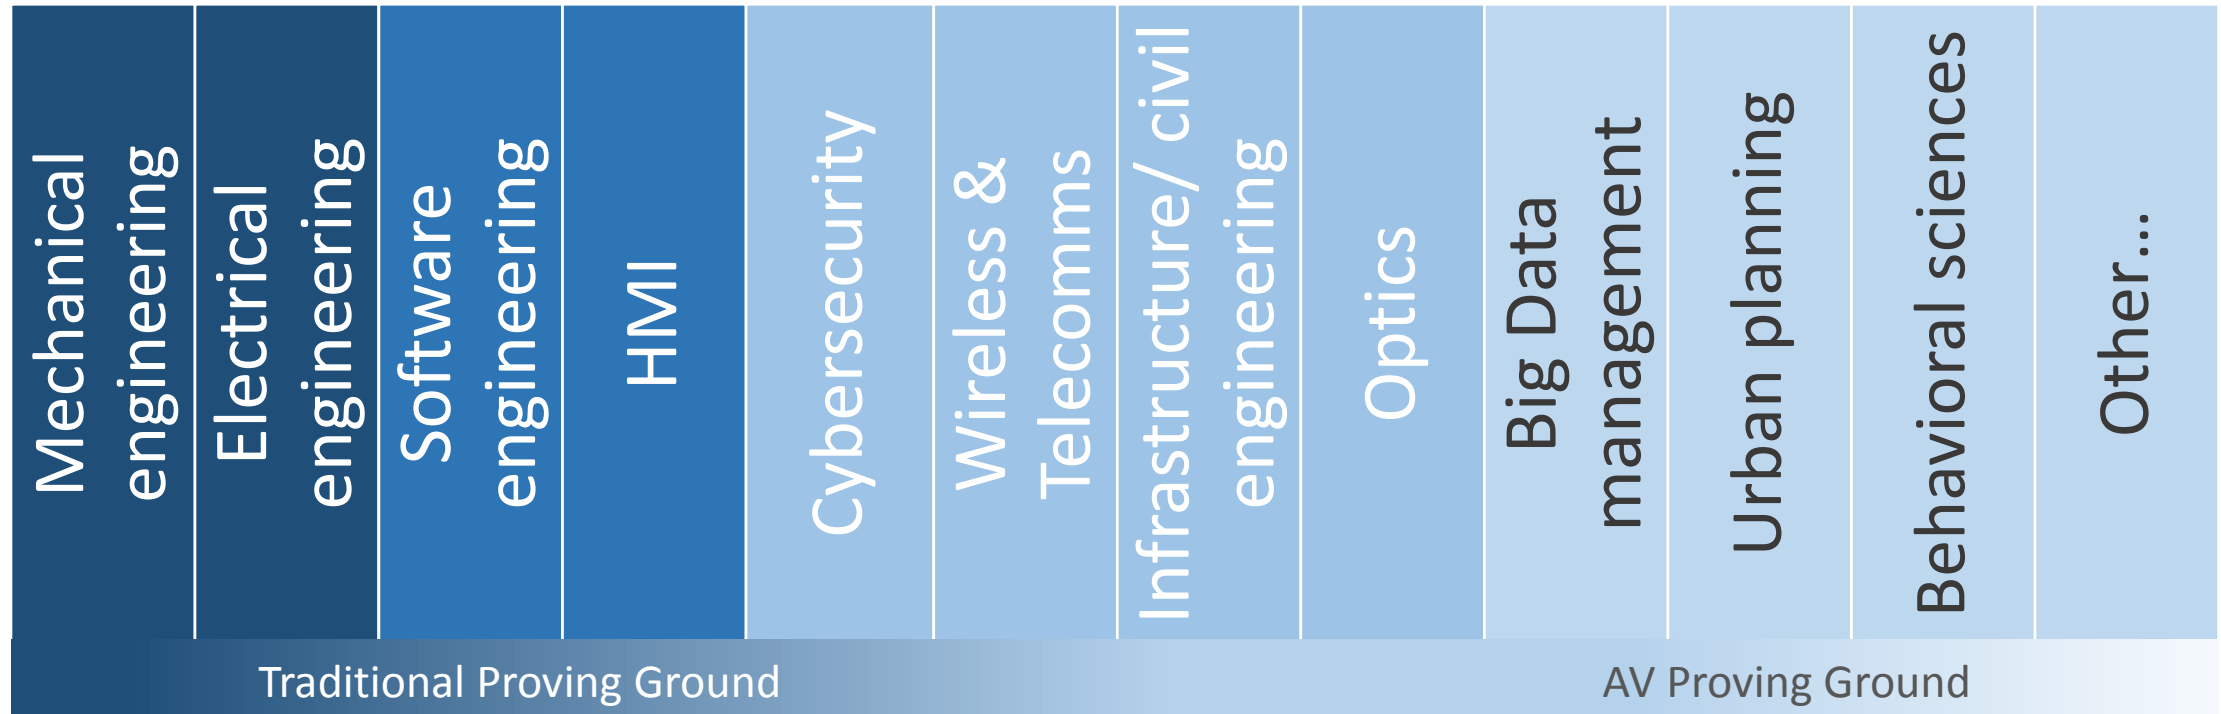 Mechanical
engineering
Electrical
engineering
Software
engineering
HMI
Cybersecurity
Wireless &
Telecomms
Infrastructure/ civil
engineering
Optics
Big Data
management
Urban planning
Behavioral sciences
Other...
Traditional Proving Ground
AV Proving Ground